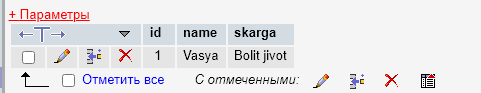 + Параметры
id name skarga
1 Vasya Bolit jivot
Отметить все С отмеченными: